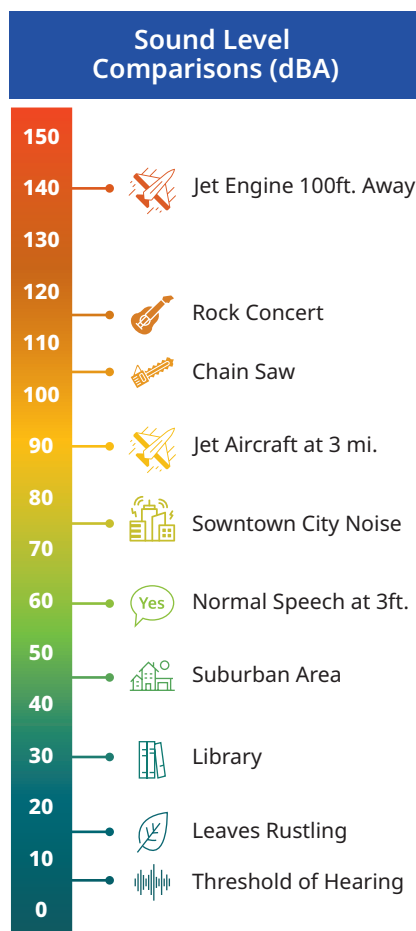 Sound Level
Comparisons (dBA)
150
140
Jet Engine 100ft. Away
130
120
Rock Concert
110
Chain Saw
100
90
Jet Aircraft at 3 mi.
80
Sowntown City Noise
70
60
Yes
Normal Speech at 3ft.
50
Suburban Area
40
30
Library
20
Leaves Rustling
10
Threshold of Hearing
0